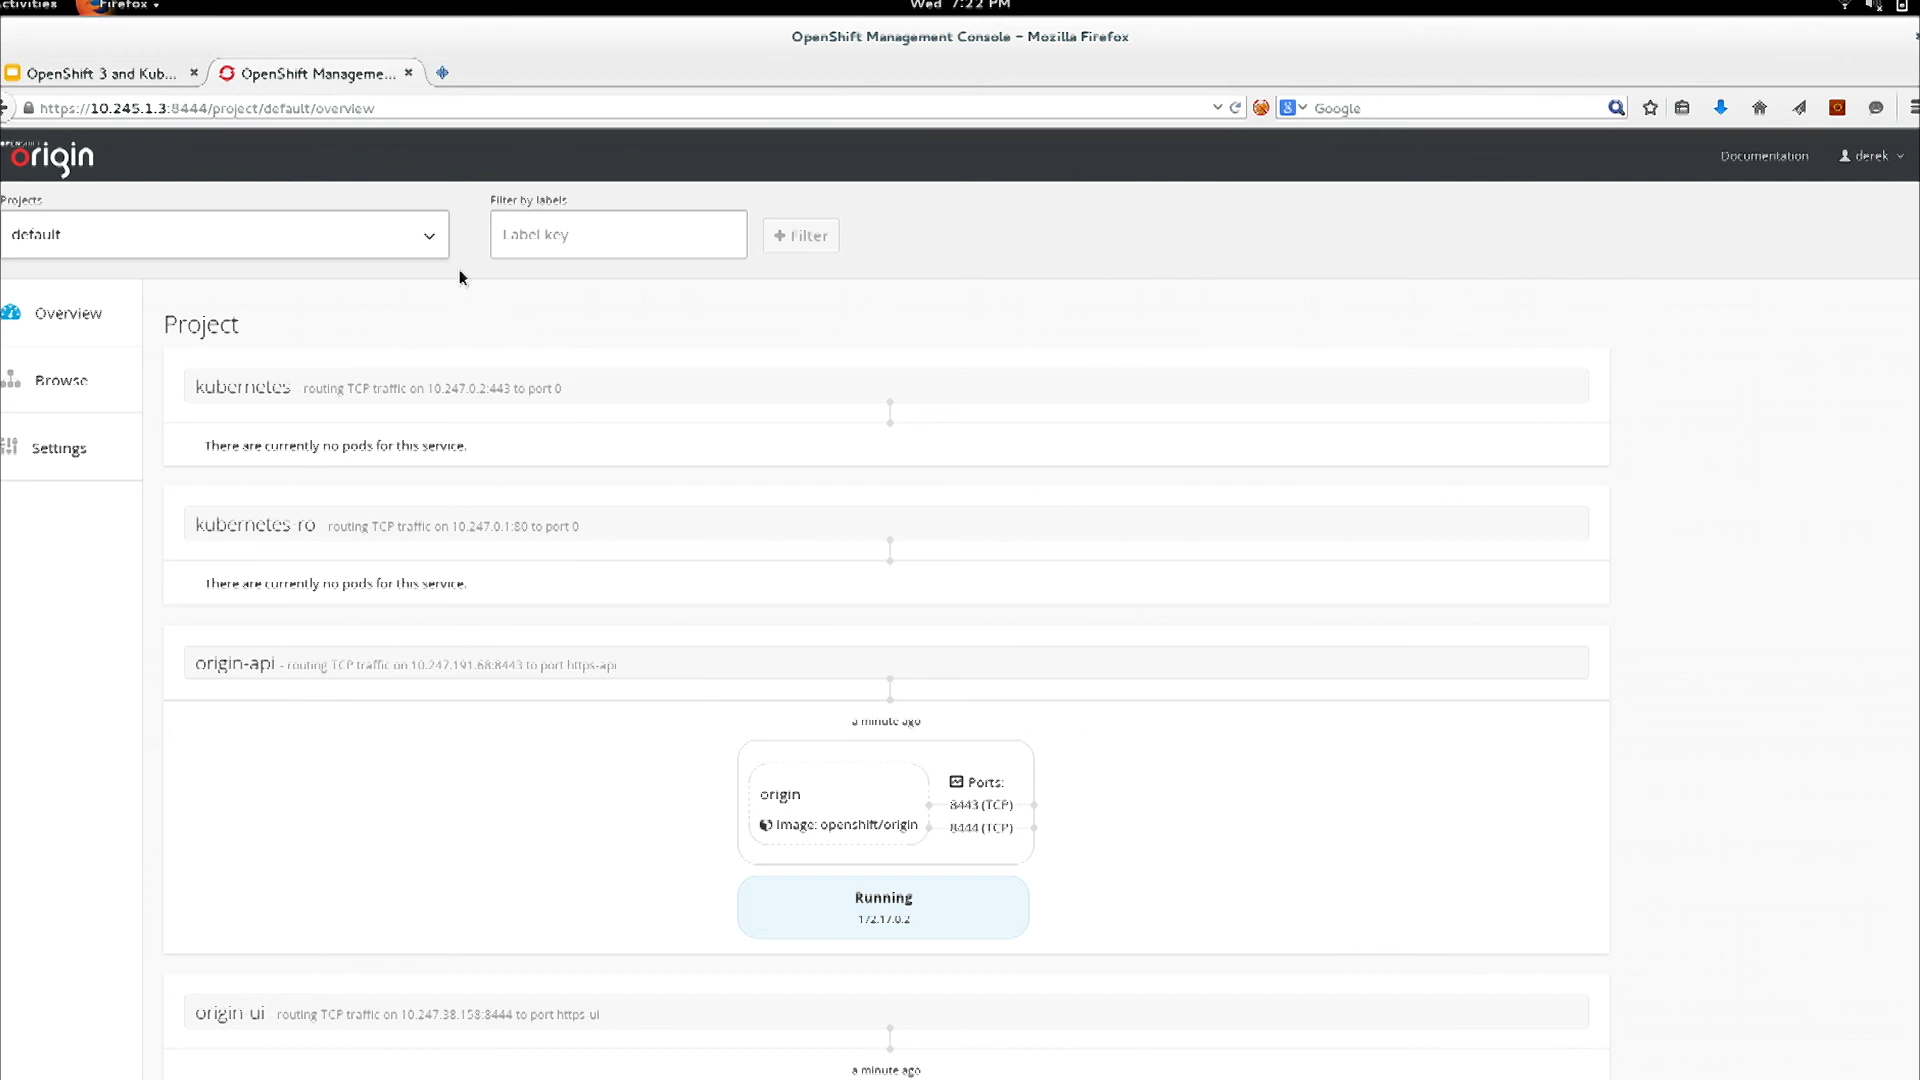 ctivities Firefox Wed 7:22 PM
OpenShift Management Console - Mozilla Firefox
OpenShift 3 and Kub... OpenShift Manageme...
https://10.245.1.3:8444/project/default/overview Google
origin Documentation derek
Projects Filter by labels
default Label key + Filter
Overview
Browse
Settings
Project
kubernetes routing TCP traffic on 10.247.0.2:443 to port 0
There are currently no pods for this service.
kubernetes-ro routing TCP traffic on 10.247.0.1:80 to port 0
There are currently no pods for this service.
origin-api - routing TCP traffic on 10.247.191.68:8443 to port https-api
a minute ago
origin
Image: openshift/origin
Ports:
8443 (TCP)
8444 (TCP)
Running
172.17.0.2
origin-ui routing TCP traffic on 10.247.38.158:8444 to port https-ui
a minute ago